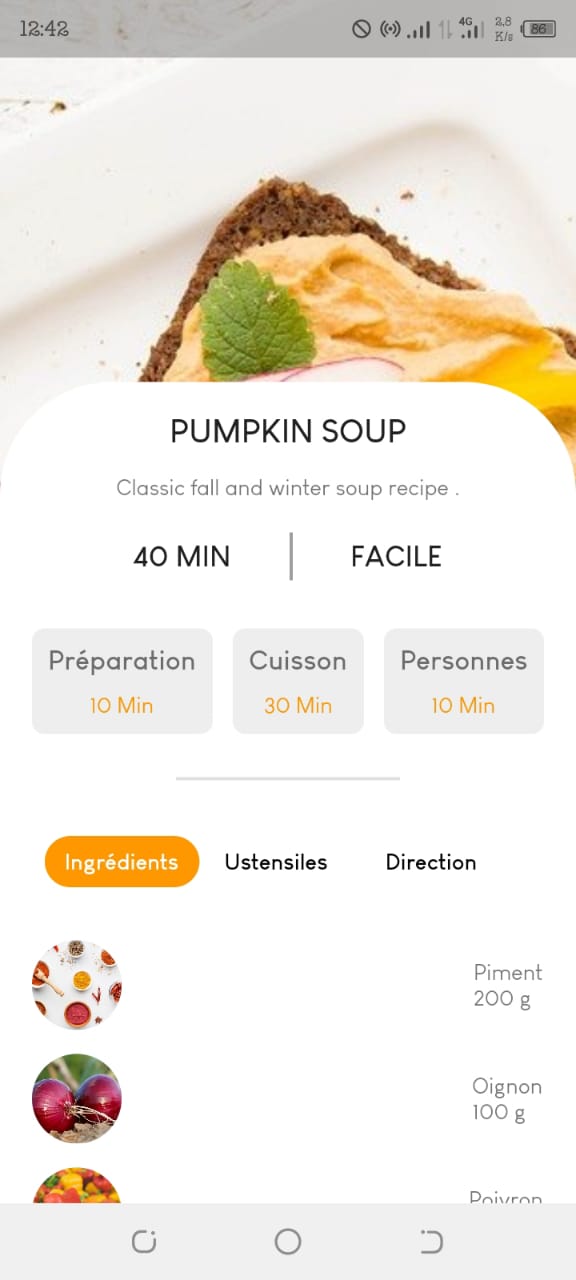 12:42
4G
2,8
K/s
86
PUMPKIN SOUP
Classic fall and winter soup recipe .
40 MIN
FACILE
Préparation
10 Min
Cuisson
30 Min
Personnes
10 Min
Ingrédients
Ustensiles
Direction
Piment
200 g
Oignon
100 g
Poivron